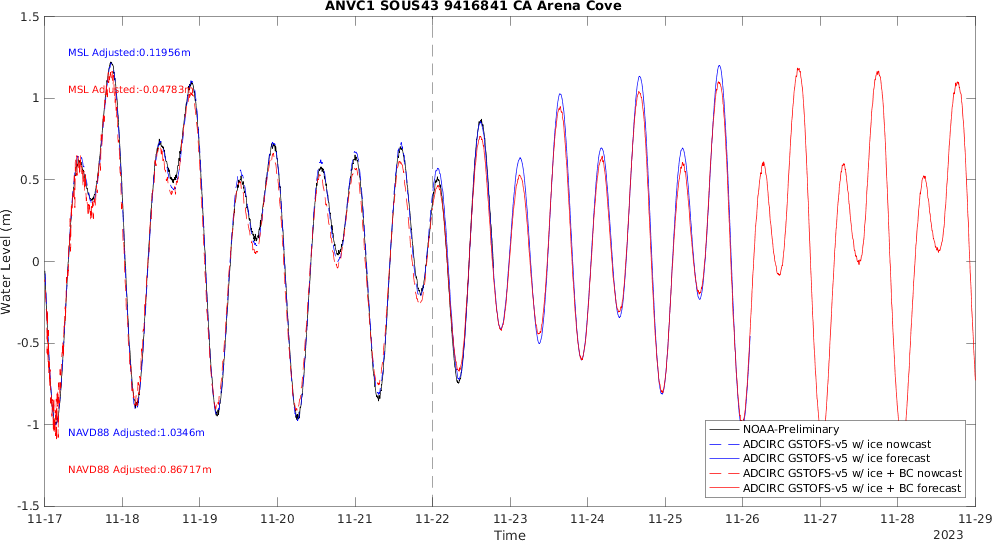 ANVC1 SOUS43 9416841 CA Arena Cove
1.5
1
0.5
0
-0.5
-1
-1.5
Water Level (m)
MSL Adjusted:0.11956m
MSL Adjusted:-0.04783m
NAVD88 Adjusted:1.0346m
NAVD88 Adjusted:0.86717m
NOAA-Preliminary
ADCIRC GSTOFS-v5 w/ ice nowcast
ADCIRC GSTOFS-v5 w/ ice forecast
ADCIRC GSTOFS-v5 w/ ice + BC nowcast
ADCIRC GSTOFS-v5 w/ ice + BC forecast
11-17 11-18 11-19 11-20 11-21 11-22 11-23 11-24 11-25 11-26 11-27 11-28 11-29
Time
2023